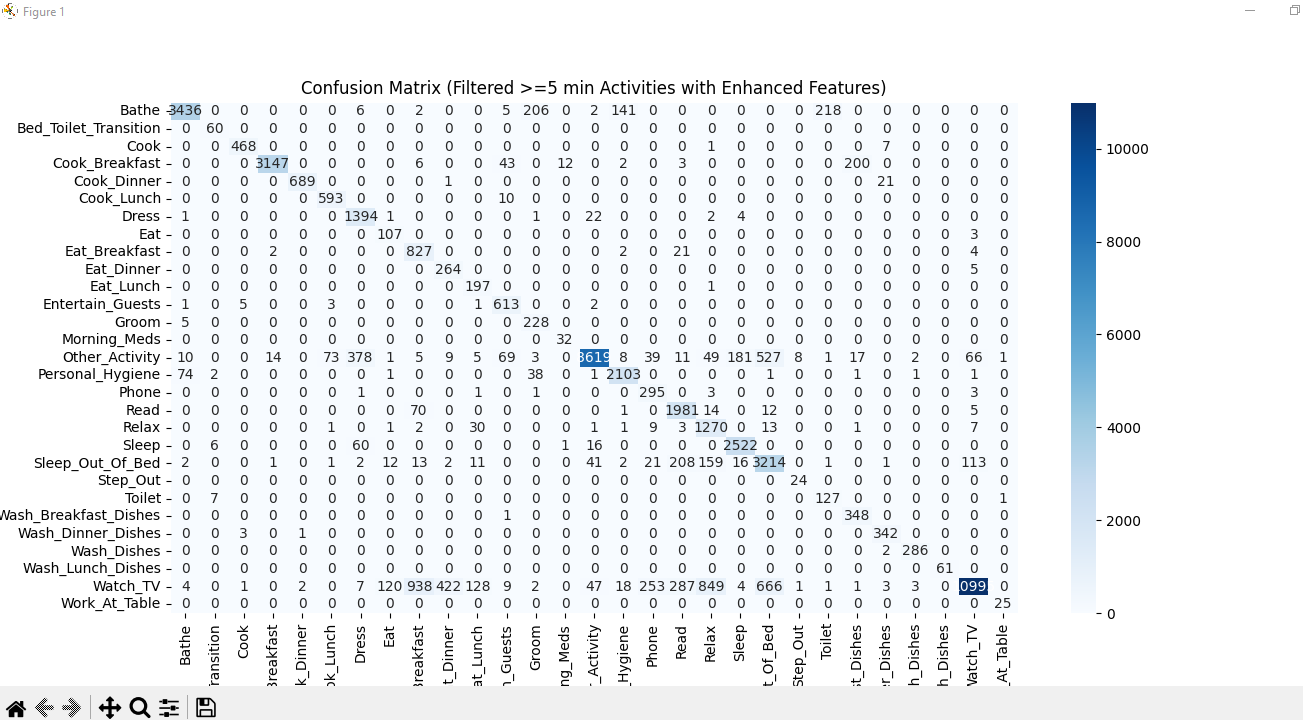 Figure 1
Confusion Matrix (Filtered >=5 min Activities with Enhanced Features)
Bathe 3436 0 0 0 0 0 6 0 2 0 0 5 206 0 2 141 0 0 0 0 0 0 218 0 0 0 0 0 0
Bed_Toilet_Transition 0 60 0 0 0 0 0 0 0 0 0 0 0 0 0 0 0 0 0 0 0 0 0 0 0 0 0 0 0
Cook 0 0 468 0 0 0 0 0 0 0 0 0 0 0 0 0 0 0 1 0 0 0 0 0 7 0 0 0 0
Cook_Breakfast 0 0 0 3147 0 0 0 0 6 0 0 43 0 12 0 2 0 3 0 0 0 0 0 200 0 0 0 0 0
Cook_Dinner 0 0 0 0 689 0 0 0 0 1 0 0 0 0 0 0 0 0 0 0 0 0 0 0 21 0 0 0 0
Cook_Lunch 0 0 0 0 0 593 0 0 0 0 0 10 0 0 0 0 0 0 0 0 0 0 0 0 0 0 0 0 0
Dress 1 0 0 0 0 0 1394 1 0 0 0 0 1 0 22 0 0 0 2 4 0 0 0 0 0 0 0 0 0
Eat 0 0 0 0 0 0 0 107 0 0 0 0 0 0 0 0 0 0 0 0 0 0 0 0 0 0 0 3 0
Eat_Breakfast 0 0 0 2 0 0 0 0 827 0 0 0 0 0 0 2 0 21 0 0 0 0 0 0 0 0 0 4 0
Eat_Dinner 0 0 0 0 0 0 0 0 0 264 0 0 0 0 0 0 0 0 0 0 0 0 0 0 0 0 0 5 0
Eat_Lunch 0 0 0 0 0 0 0 0 0 0 197 0 0 0 0 0 0 0 1 0 0 0 0 0 0 0 0 0 0
Entertain_Guests 1 0 5 0 0 3 0 0 0 0 1 613 0 0 2 0 0 0 0 0 0 0 0 0 0 0 0 0 0
Groom 5 0 0 0 0 0 0 0 0 0 0 0 228 0 0 0 0 0 0 0 0 0 0 0 0 0 0 0 0
Morning_Meds 0 0 0 0 0 0 0 0 0 0 0 0 0 32 0 0 0 0 0 0 0 0 0 0 0 0 0 0 0
Other_Activity 10 0 0 14 0 73 378 1 5 9 5 69 3 0 8619 8 39 11 49 181 527 8 1 17 0 2 0 66 1
Personal_Hygiene 74 2 0 0 0 0 0 1 0 0 0 0 38 0 1 2103 0 0 0 0 1 0 0 1 0 1 0 1 0
Phone 0 0 0 0 0 0 1 0 0 0 1 0 1 0 0 0 295 0 3 0 0 0 0 0 0 0 0 3 0
Read 0 0 0 0 0 0 0 0 70 0 0 0 0 0 0 1 0 1981 14 0 12 0 0 0 0 0 0 5 0
Relax 0 0 0 0 0 1 0 1 2 0 30 0 0 0 1 1 9 3 1270 0 13 0 0 1 0 0 0 7 0
Sleep 0 6 0 0 0 0 60 0 0 0 0 0 0 1 16 0 0 0 0 2522 0 0 0 0 0 0 0 0 0
Sleep_Out_Of_Bed 2 0 0 1 0 1 2 12 13 2 11 0 0 0 41 2 21 208 159 16 3214 0 1 0 1 0 0 113 0
Step_Out 0 0 0 0 0 0 0 0 0 0 0 0 0 0 0 0 0 0 0 0 0 24 0 0 0 0 0 0 0
Toilet 0 7 0 0 0 0 0 0 0 0 0 0 0 0 0 0 0 0 0 0 0 0 127 0 0 0 0 0 1
Wash_Breakfast_Dishes 0 0 0 0 0 0 0 0 0 0 0 1 0 0 0 0 0 0 0 0 0 0 0 348 0 0 0 0 0
Wash_Dinner_Dishes 0 0 3 0 1 0 0 0 0 0 0 0 0 0 0 0 0 0 0 0 0 0 0 0 342 0 0 0 0
Wash_Dishes 0 0 0 0 0 0 0 0 0 0 0 0 0 0 0 0 0 0 0 0 0 0 0 0 2 286 0 0 0
Wash_Lunch_Dishes 0 0 0 0 0 0 0 0 0 0 0 0 0 0 0 0 0 0 0 0 0 0 0 0 0 0 61 0 0
Watch_TV 4 0 1 0 2 0 7 120 938 422 128 9 2 0 47 18 253 287 849 4 666 1 1 1 3 3 0 099 0
Work_At_Table 0 0 0 0 0 0 0 0 0 0 0 0 0 0 0 0 0 0 0 0 0 0 0 0 0 0 0 0 25
Bathe
ransition
Cook
Breakfast
k_Dinner
ok_Lunch
Dress
Eat
Breakfast
t_Dinner
at_Lunch
n_Guests
Groom
ng_Meds
r_Activity
_Hygiene
Phone
Read
Relax
Sleep
t_Of_Bed
Step_Out
Toilet
st_Dishes
er_Dishes
h_Dishes
h_Dishes
Watch_TV
At_Table
10000
8000
6000
4000
2000
0